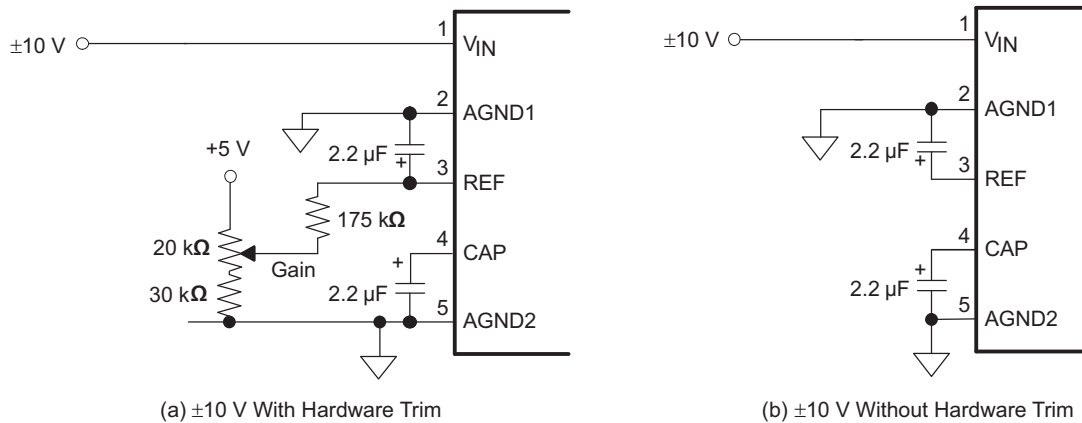 ±10 V
1
V_IN
2
AGND1
2.2 µF
+
3
REF
+5 V
175 kΩ
20 kΩ
Gain
30 kΩ
4
CAP
+
2.2 µF
5
AGND2
(a) ±10 V With Hardware Trim
±10 V
1
V_IN
2
AGND1
2.2 µF
+
3
REF
4
CAP
+
2.2 µF
5
AGND2
(b) ±10 V Without Hardware Trim